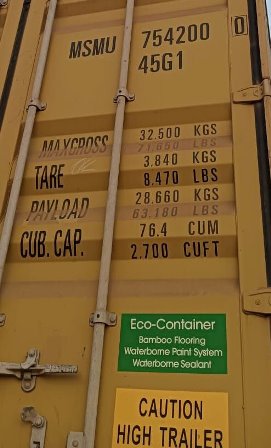 MSMU 754200 0
45G1
MAXGROSS 32.500 KGS
71,650 LBS
TARE 3.840 KGS
8.470 LBS
PAYLOAD 28.660 KGS
63,180 LBS
CUB. CAP. 76.4 CUM
2.700 CUFT
Eco-Container
Bamboo Flooring
Waterborne Paint System
Waterborne Sealant
CAUTION
HIGH TRAILER